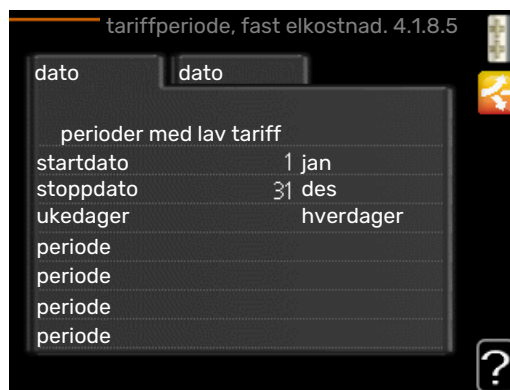 tariffperiode, fast elkostnad. 4.1.8.5
dato dato
perioder med lav tariff
startdato 1 jan
stoppdato 31 des
ukedager hverdager
periode
periode
periode
periode
?